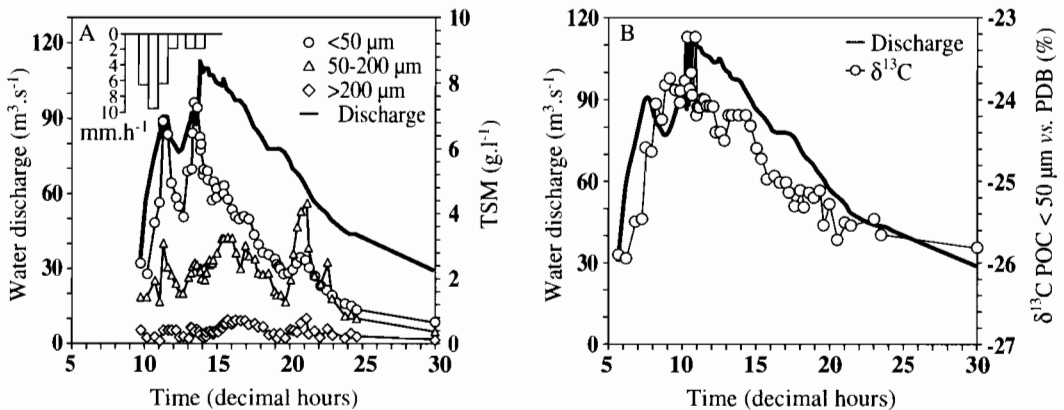 A
120
90
60
30
0
Water discharge (m³.s⁻¹)
0
2
4
6
8
10
mm.h⁻¹
<50 µm
50-200 µm
>200 µm
Discharge
10
8
6
4
2
0
TSM (g.l⁻¹)
5 10 15 20 25 30
Time (decimal hours)
B
120
90
60
30
0
Water discharge (m³.s⁻¹)
Discharge
δ¹³C
-23
-24
-25
-26
-27
δ¹³C POC < 50 µm vs. PDB (%)
5 10 15 20 25 30
Time (decimal hours)